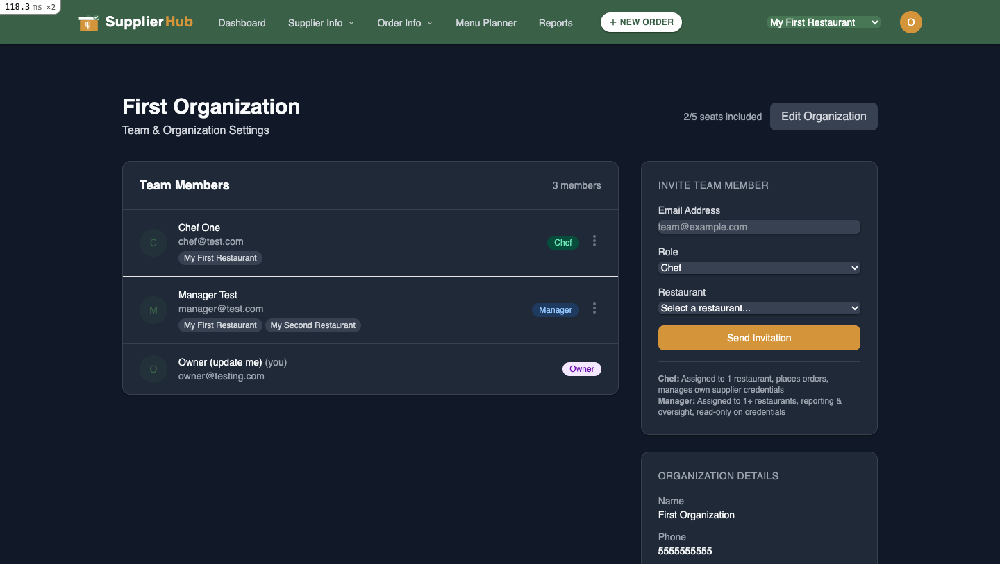 118.3 ms ×2
SupplierHub
Dashboard
Supplier Info
Order Info
Menu Planner
Reports
+ NEW ORDER
My First Restaurant
O
First Organization
Team & Organization Settings
2/5 seats included
Edit Organization
Team Members
3 members
C
Chef One
chef@test.com
My First Restaurant
Chef
M
Manager Test
manager@test.com
My First Restaurant
My Second Restaurant
Manager
O
Owner (update me) (you)
owner@testing.com
Owner
INVITE TEAM MEMBER
Email Address
team@example.com
Role
Chef
Restaurant
Select a restaurant...
Send Invitation
Chef: Assigned to 1 restaurant, places orders,
manages own supplier credentials
Manager: Assigned to 1+ restaurants, reporting &
oversight, read-only on credentials
ORGANIZATION DETAILS
Name
First Organization
Phone
5555555555